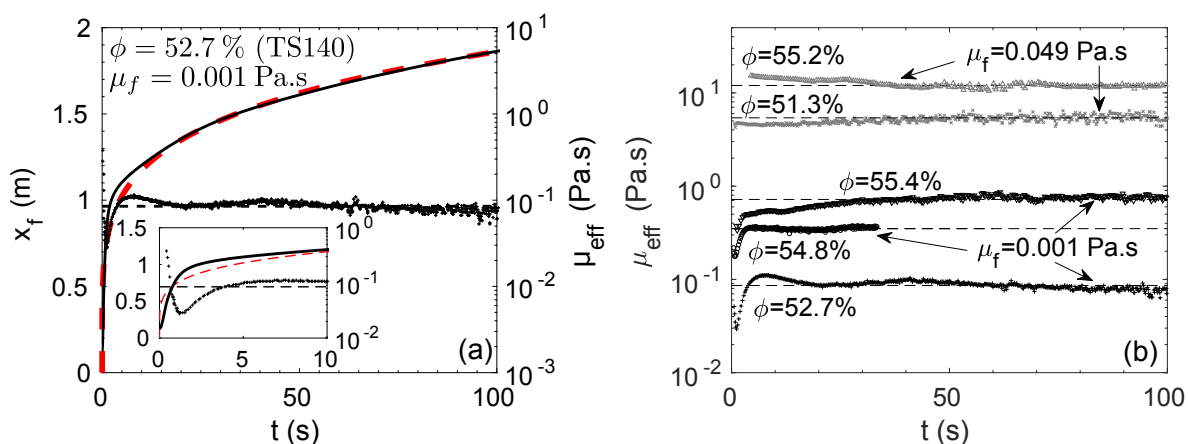 ϕ = 52.7 % (TS140)
μ_f = 0.001 Pa.s
2
1.5
1
0.5
0
x_f (m)
10^1
10^0
10^-1
10^-2
10^-3
μ_eff (Pa.s)
1.5
1
0.5
0
10^0
10^-1
10^-2
0 5 10
(a)
0 50 100
t (s)
μ_eff (Pa.s)
10^1
10^0
10^-1
10^-2
ϕ=55.2%
μ_f=0.049 Pa.s
ϕ=51.3%
ϕ=55.4%
ϕ=54.8%
μ_f=0.001 Pa.s
ϕ=52.7%
(b)
0 50 100
t (s)